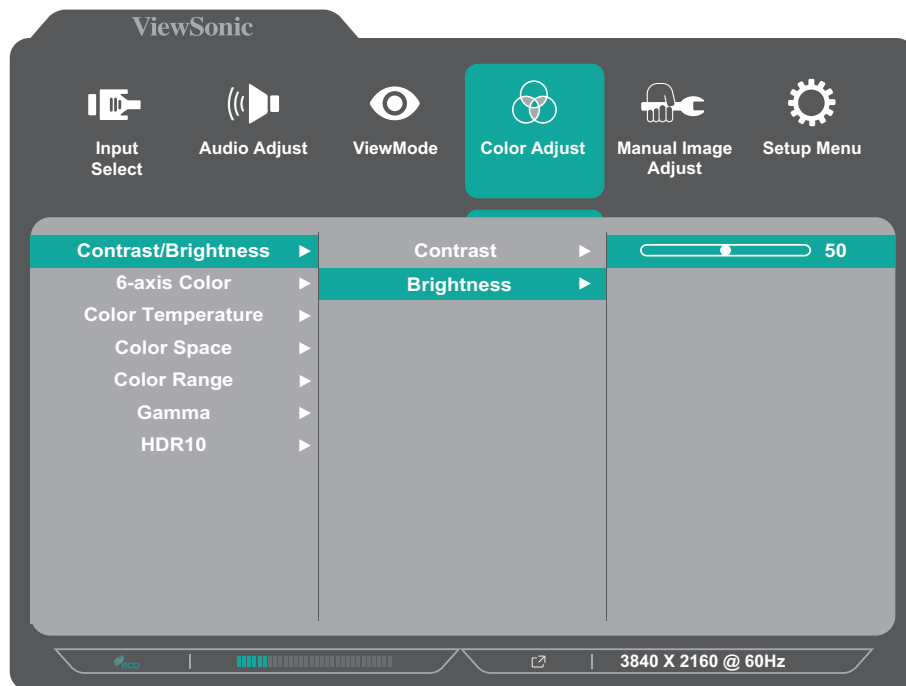 ViewSonic
Input Select
Audio Adjust
ViewMode
Color Adjust
Manual Image Adjust
Setup Menu
Contrast/Brightness
Contrast
50
6-axis Color
Brightness
Color Temperature
Color Space
Color Range
Gamma
HDR10
eco
3840 X 2160 @ 60Hz